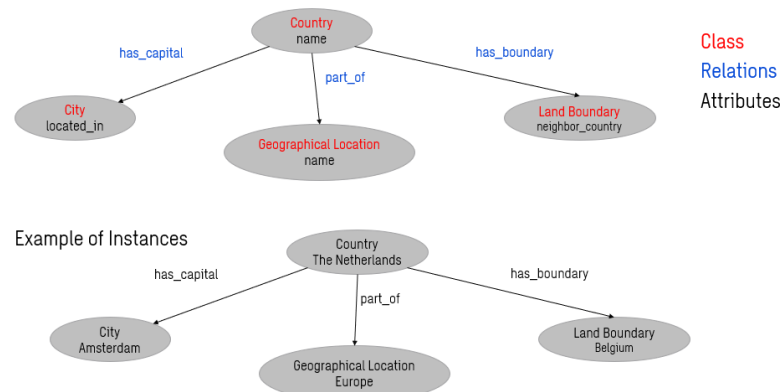 Country
name
has_capital
has_boundary
part_of
City
located_in
Land Boundary
neighbor_country
Geographical Location
name
Class
Relations
Attributes
Example of Instances
Country
The Netherlands
has_capital
has_boundary
part_of
City
Amsterdam
Land Boundary
Belgium
Geographical Location
Europe